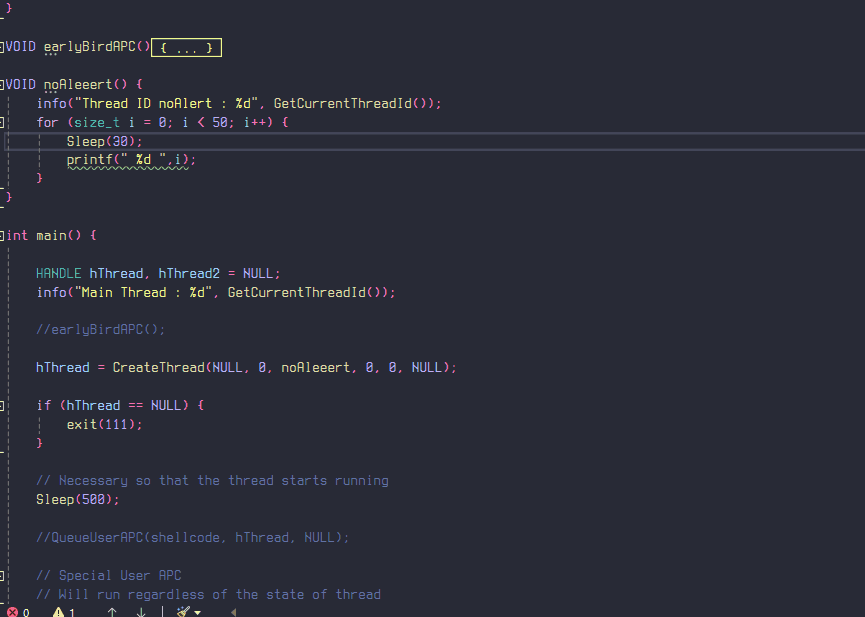 }
VOID earlyBirdAPC(){ ... }
VOID noAleeert() {
info("Thread ID noAlert : %d", GetCurrentThreadId());
for (size_t i = 0; i < 50; i++) {
Sleep(30);
printf(" %d ",i);
}
}
int main() {
HANDLE hThread, hThread2 = NULL;
info("Main Thread : %d", GetCurrentThreadId());
//earlyBirdAPC();
hThread = CreateThread(NULL, 0, noAleeert, 0, 0, NULL);
if (hThread == NULL) {
exit(111);
}
// Necessary so that the thread starts running
Sleep(500);
//QueueUserAPC(shellcode, hThread, NULL);
// Special User APC
// Will run regardless of the state of thread
0 1